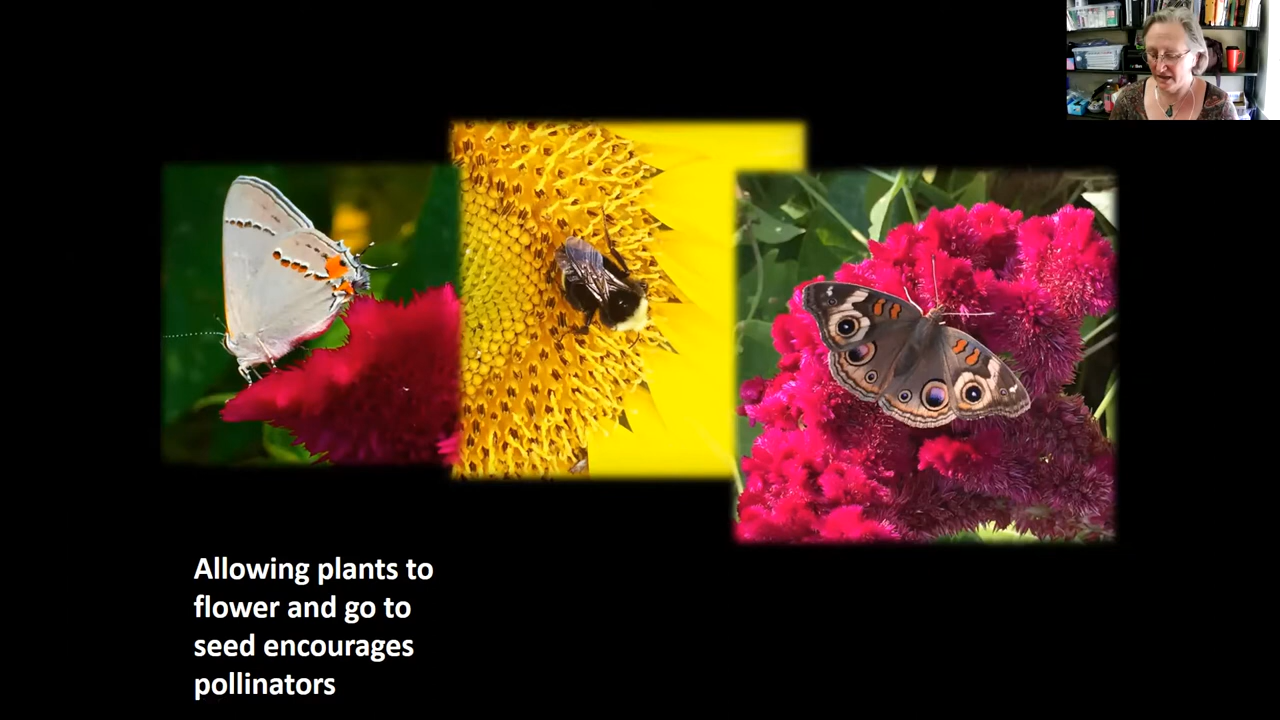 Allowing plants to
flower and go to
seed encourages
pollinators